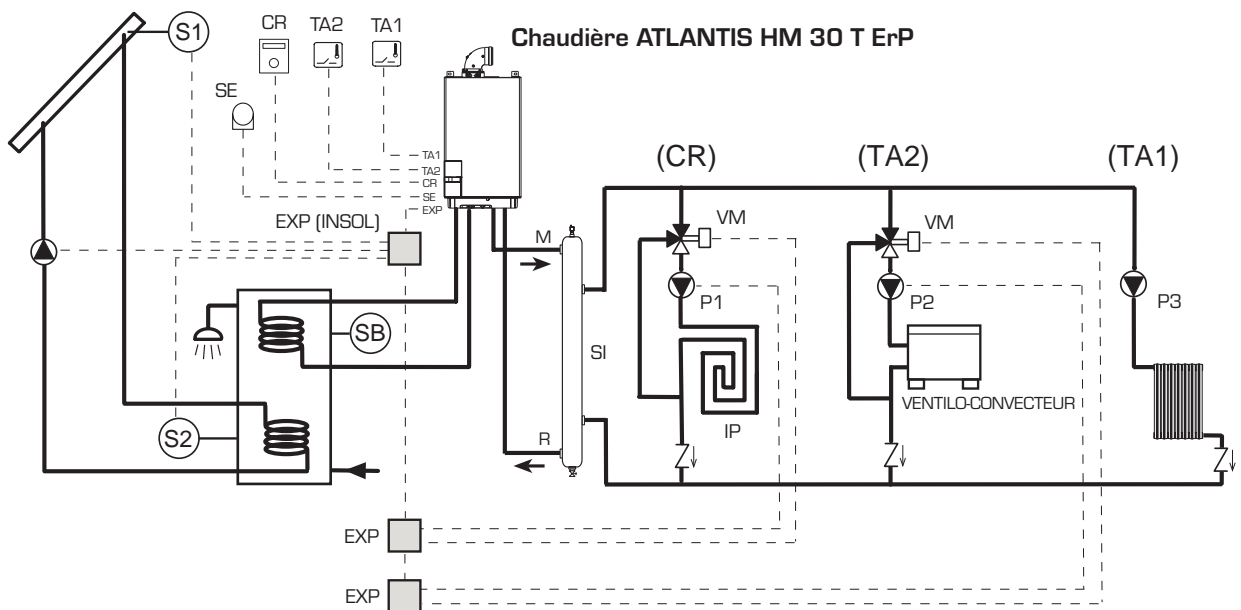 CR
TA2
TA1
Chaudière ATLANTIS HM 30 T ErP
S1
SE
TA1
TA2
CR
SE
EXP
(CR)
(TA2)
(TA1)
EXP (INSOL)
M
VM
VM
P1
P2
P3
SB
SI
VENTILO-CONVECTEUR
IP
S2
R
EXP
EXP